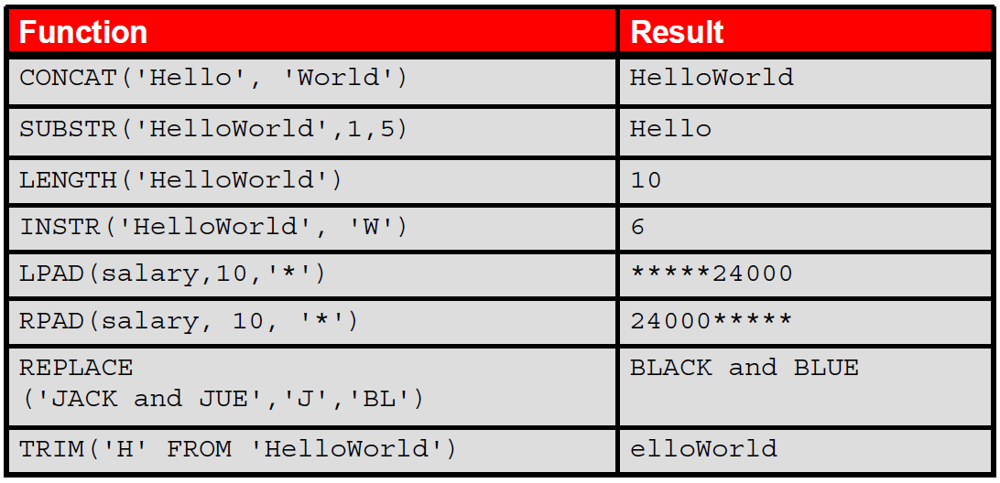 Function Result
CONCAT('Hello', 'World') HelloWorld
SUBSTR('HelloWorld',1,5) Hello
LENGTH('HelloWorld') 10
INSTR('HelloWorld', 'W') 6
LPAD(salary,10,'*') *****24000
RPAD(salary, 10, '*') 24000*****
REPLACE BLACK and BLUE
('JACK and JUE','J','BL')
TRIM('H' FROM 'HelloWorld') elloWorld